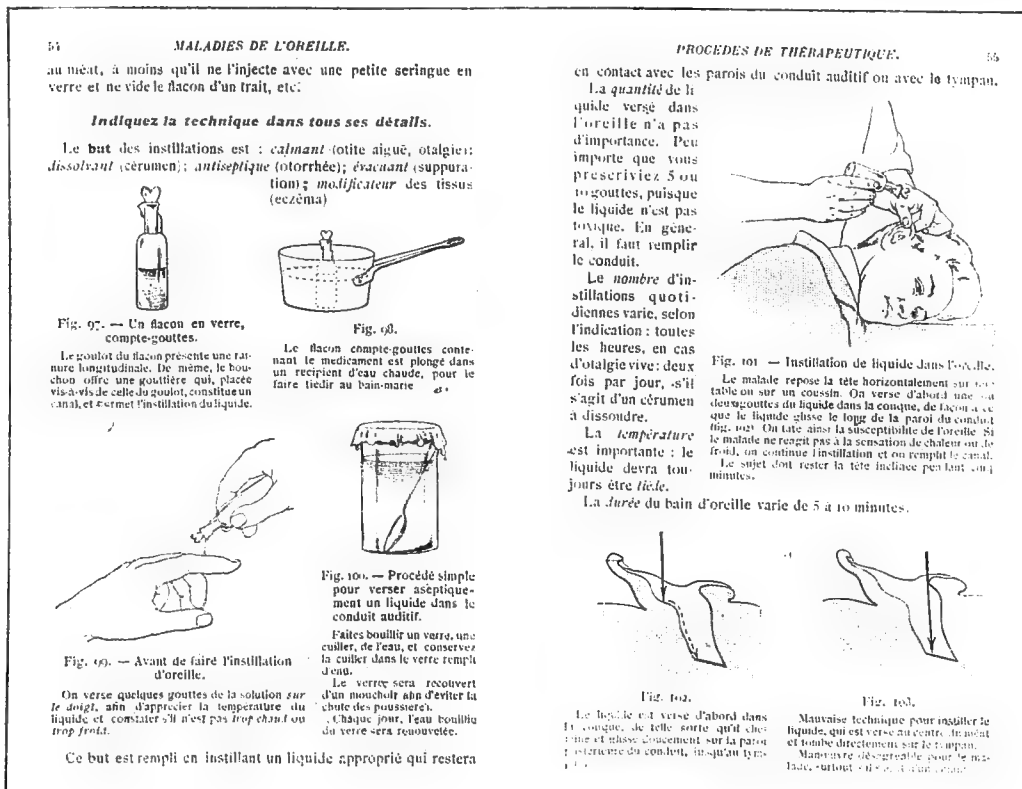 54
MALADIES DE L'OREILLE.
au méat, à moins qu'il ne l'injecte avec une petite seringue en
verre et ne vide le flacon d'un trait, etc.
Indiquez la technique dans tous ses détails.
Le but des instillations est : calmant (otite aiguë, otalgie);
dissolvant (cérumen); antiseptique (otorrhée); évacuant (suppura-
tion); modificateur des tissus
(eczéma)
Fig. 97. — Un flacon en verre,
compte-gouttes.
Le goulot du flacon présente une rai-
nure longitudinale. De même, le bou-
chon offre une gouttière qui, placée
vis-à-vis de celle du goulot, constitue un
canal, et permet l'instillation du liquide.
Fig. 98.
Le flacon compte-gouttes conte-
nant le medicament est plongé dans
un recipient d'eau chaude, pour le
faire tiedir au bain-marie
Fig. 99. — Avant de faire l'instillation
d'oreille.
On verse quelques gouttes de la solution sur
le doigt, afin d'apprecier la température du
liquide et constater s'il n'est pas trop chaud ou
trop froid.
Fig. 100. — Procédé simple
pour verser aseptique-
ment un liquide dans le
conduit auditif.
Faites bouillir un verre, une
cuiller, de l'eau, et conservez
la cuiller dans le verre rempli
d'eau.
Le verre sera recouvert
d'un mouchoir afin d'eviter la
chute des poussières.
Chaque jour, l'eau bouillie
du verre sera renouvelée.
Ce but est rempli en instillant un liquide approprié qui restera
PROCEDES DE THÉRAPEUTIQUE.
55
en contact avec les parois du conduit auditif ou avec le tympan.
La quantité de li
quide versé dans
l'oreille n'a pas
d'importance. Peu
importe que vous
prescriviez 5 ou
10 gouttes, puisque
le liquide n'est pas
toxique. En géné-
ral, il faut remplir
le conduit.
Le nombre d'in-
stillations quoti-
diennes varie, selon
l'indication : toutes
les heures, en cas
d'otalgie vive; deux
fois par jour, s'il
s'agit d'un cérumen
à dissoudre.
La température
est importante : le
liquide devra tou-
jours être tiède.
Fig. 101 — Instillation de liquide dans l'oreille.
Le malade repose la tête horizontalement sur une
table ou sur un coussin. On verse d'abord une ou
deux gouttes du liquide dans la conque, de façon à ce
que le liquide glisse le long de la paroi du conduit
(fig. 102). On tâte ainsi la susceptibilite de l'oreille. Si
le malade ne reagit pas à la sensation de chaleur ou de
froid, on continue l'instillation et on remplit le canal.
Le sujet doit rester la tête inclinée pendant cinq
minutes.
La durée du bain d'oreille varie de 5 à 10 minutes.
Fig. 102.
Le liquide est versé d'abord dans
la conque, de telle sorte qu'il che-
mine et glisse doucement sur la paroi
posterieure du conduit, jusqu'au tym-
Fig. 103.
Mauvaise technique pour instiller le
liquide, qui est versé au centre du méat
et tombe directement sur le tympan.
Manœuvre désagréable pour le ma-
lade, surtout